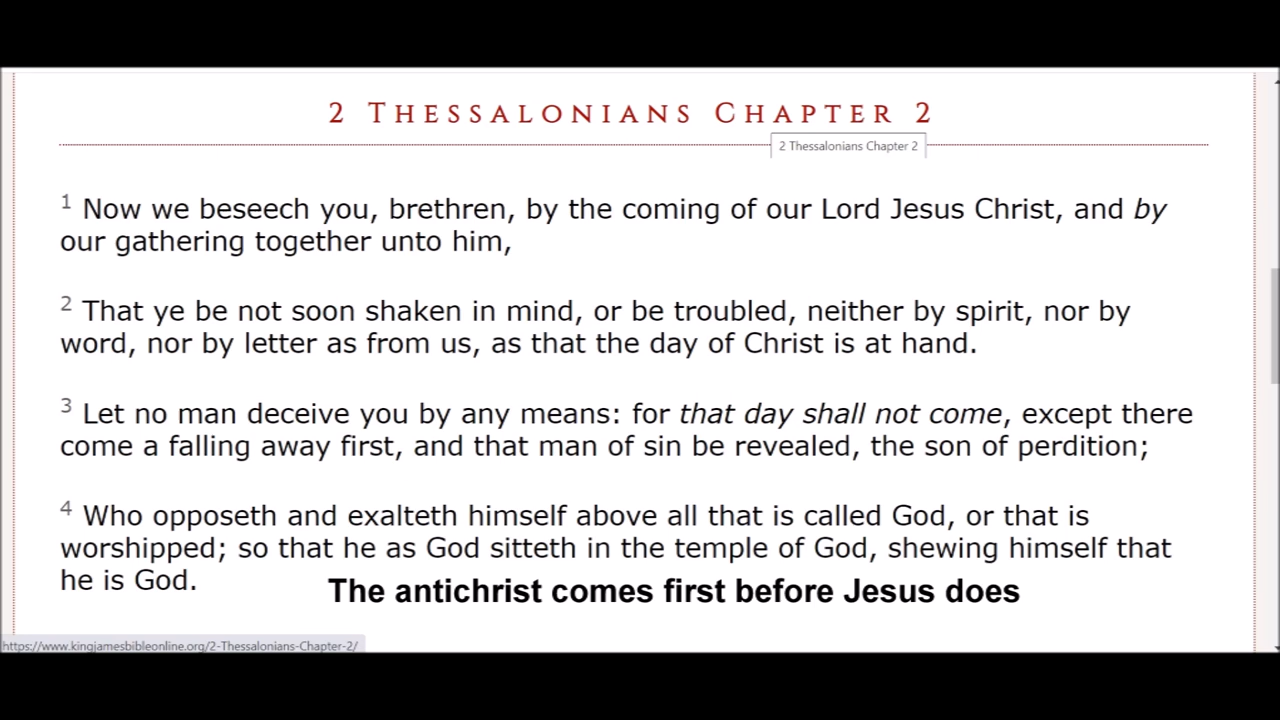 2 Thessalonians Chapter 2
2 Thessalonians Chapter 2
1 Now we beseech you, brethren, by the coming of our Lord Jesus Christ, and by
our gathering together unto him,
2 That ye be not soon shaken in mind, or be troubled, neither by spirit, nor by
word, nor by letter as from us, as that the day of Christ is at hand.
3 Let no man deceive you by any means: for that day shall not come, except there
come a falling away first, and that man of sin be revealed, the son of perdition;
4 Who opposeth and exalteth himself above all that is called God, or that is
worshipped; so that he as God sitteth in the temple of God, shewing himself that
he is God.
The antichrist comes first before Jesus does
https://www.kingjamesbibleonline.org/2-Thessalonians-Chapter-2/